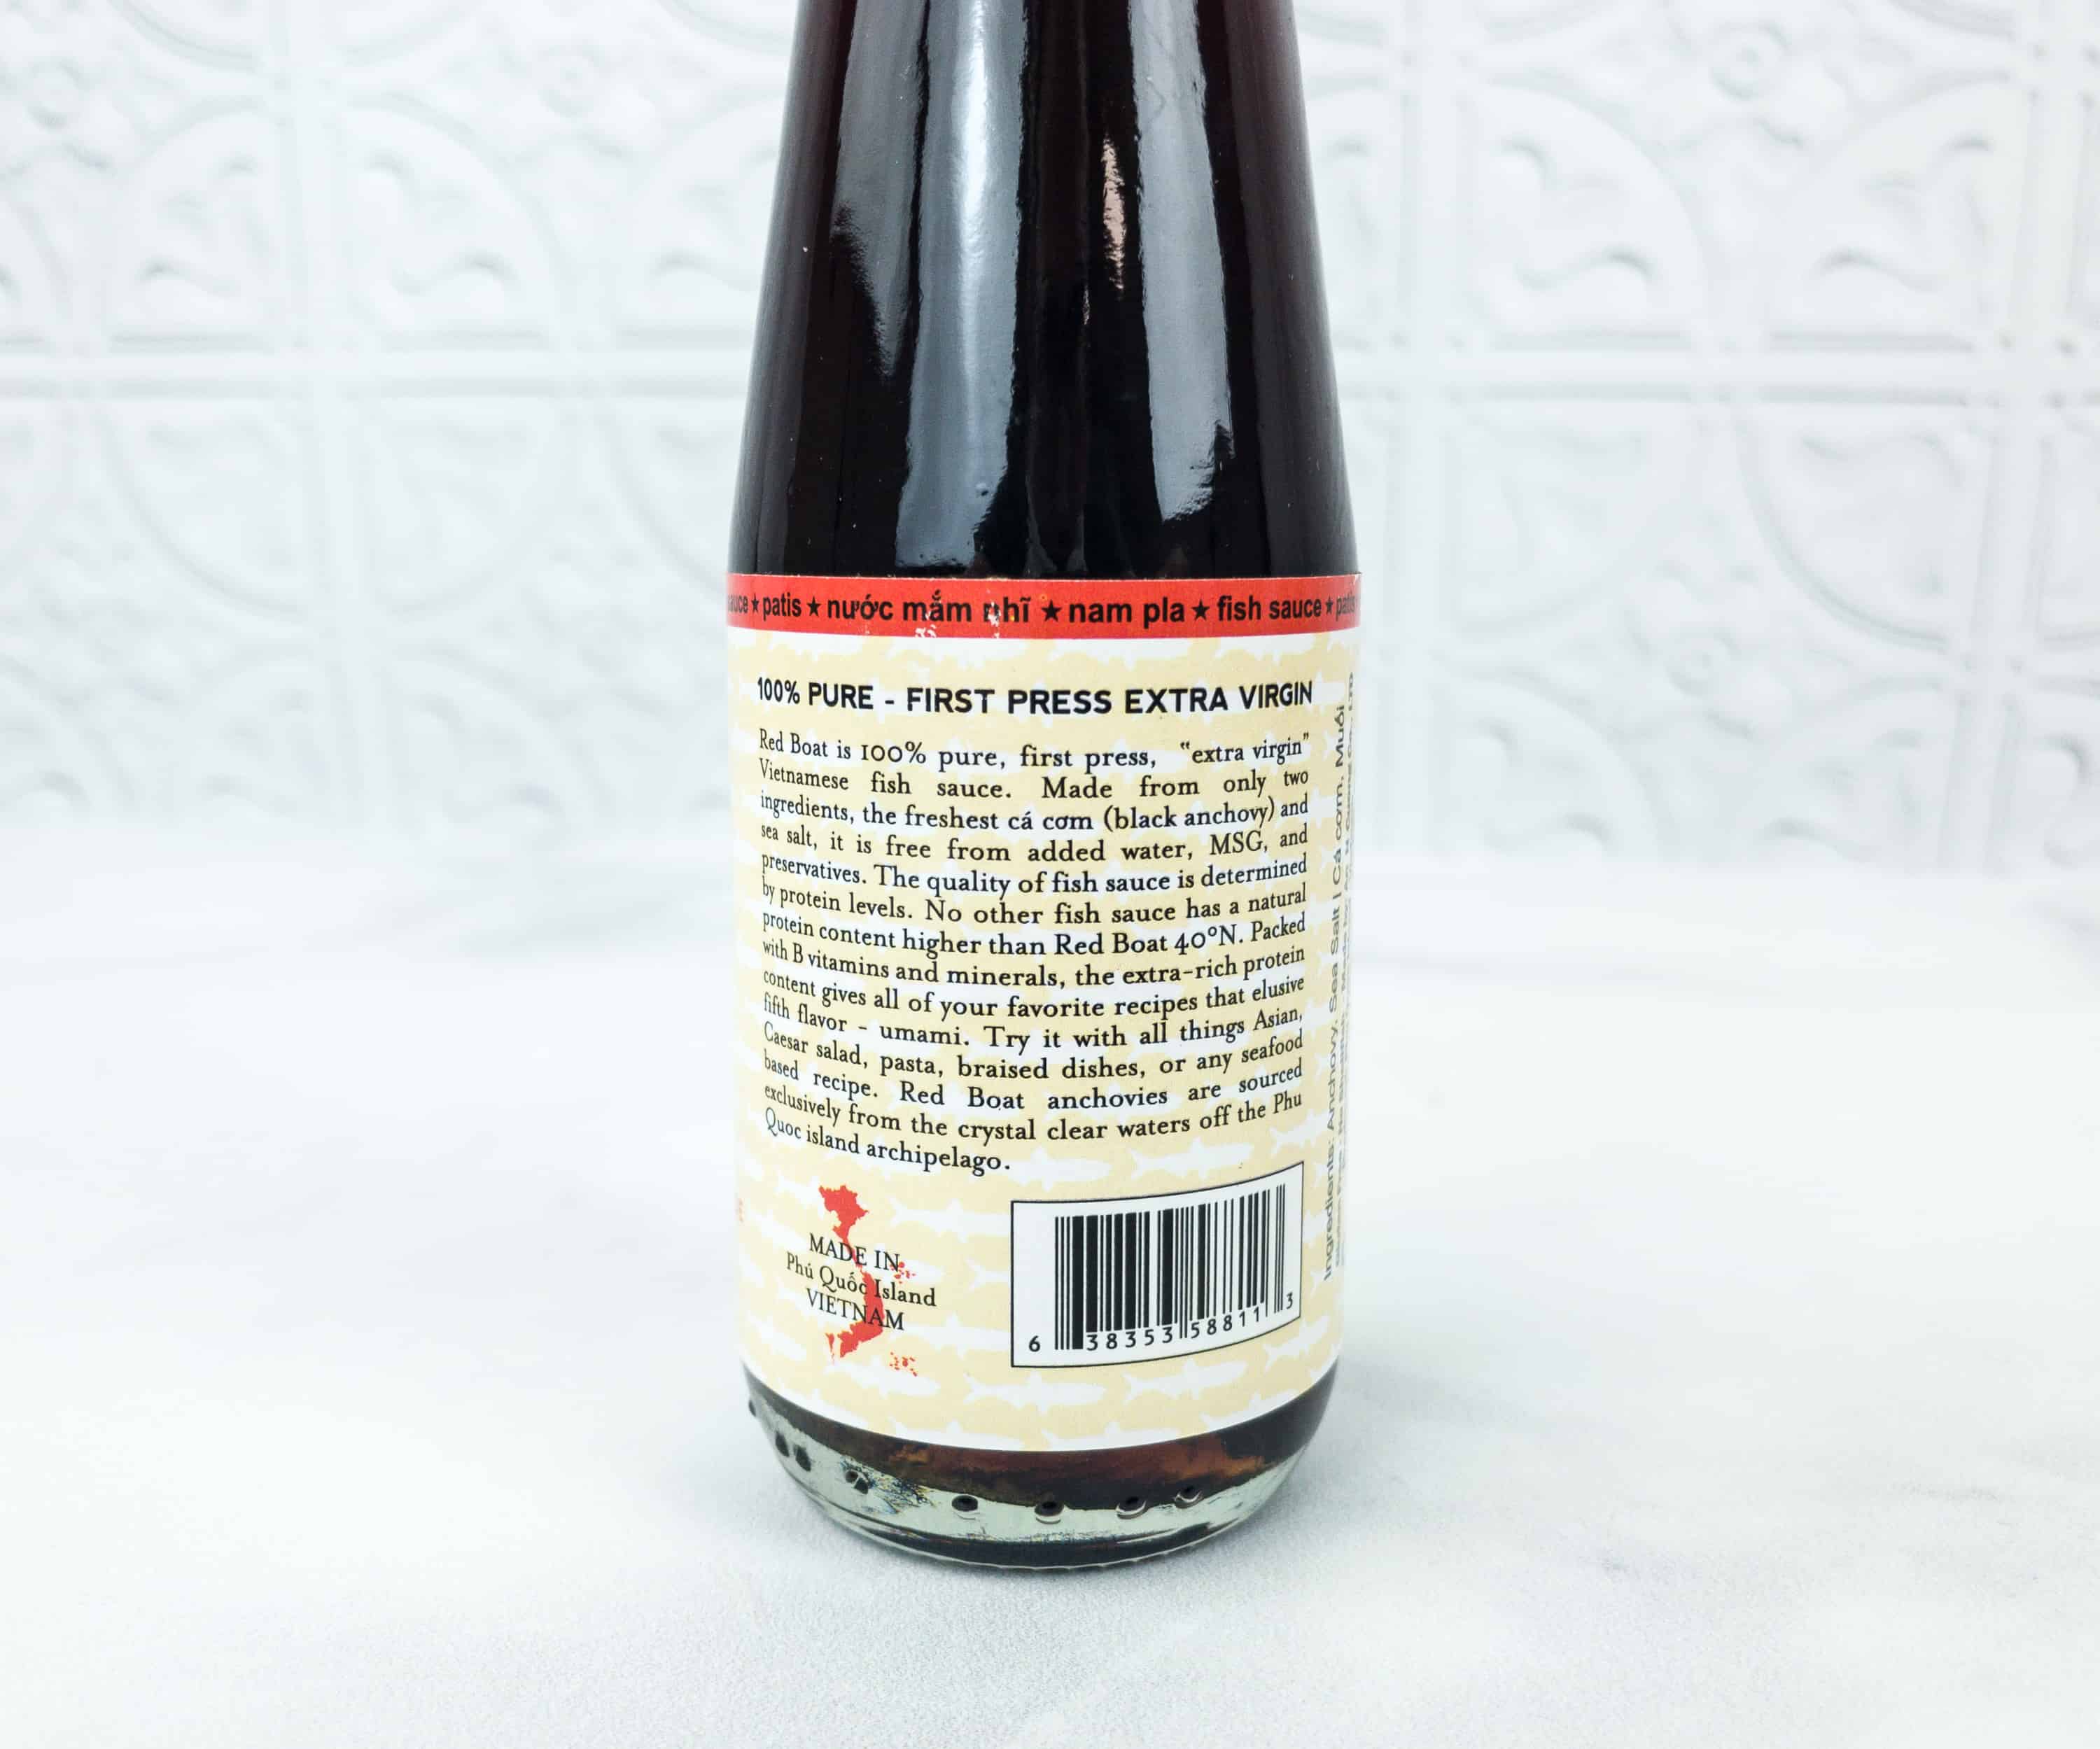 ★ patis ★ nước mắm nhĩ ★ nam pla ★ fish sauce ★
100% PURE - FIRST PRESS EXTRA VIRGIN
Red Boat is 100% pure, first press, "extra virgin"
Vietnamese fish sauce. Made from only two
ingredients, the freshest cá cơm (black anchovy) and
sea salt, it is free from added water, MSG, and
preservatives. The quality of fish sauce is determined
by protein levels. No other fish sauce has a natural
protein content higher than Red Boat 40°N. Packed
with B vitamins and minerals, the extra-rich protein
content gives all of your favorite recipes that elusive
fifth flavor - umami. Try it with all things Asian,
Caesar salad, pasta, braised dishes, or any seafood
based recipe. Red Boat anchovies are sourced
exclusively from the crystal clear waters off the Phu
Quoc island archipelago.
MADE IN
Phú Quốc Island
VIETNAM
6 38353 58811 3
Ingredients: Anchovy, Sea Salt | Cá cơm, Muối